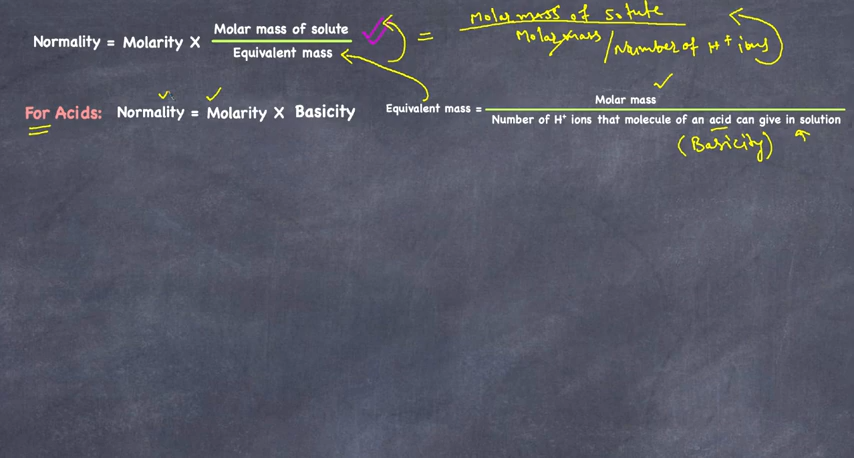 Normality = Molarity X Molar mass of solute / Equivalent mass = Molar mass of solute / Molar mass / Number of H+ ions
For Acids: Normality = Molarity X Basicity
Equivalent mass = Molar mass / Number of H+ ions that molecule of an acid can give in solution
(Basicity)